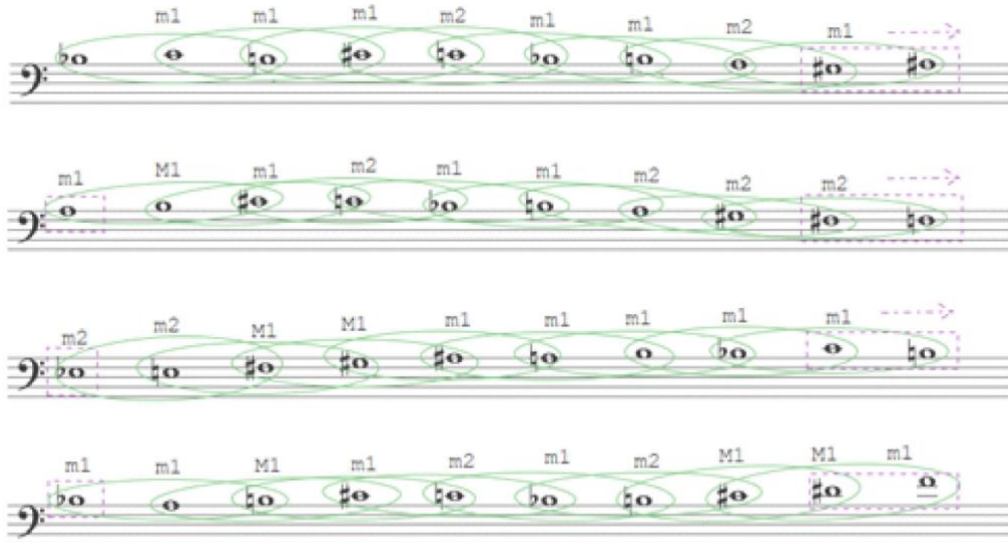 m1 m1 m1 m2 m1 m1 m2 m1
m1 M1 m1 m2 m1 m1 m2 m2 m2
m2 m2 M1 M1 m1 m1 m1 m1 m1
m1 m1 M1 m1 m2 m1 m2 M1 M1 m1